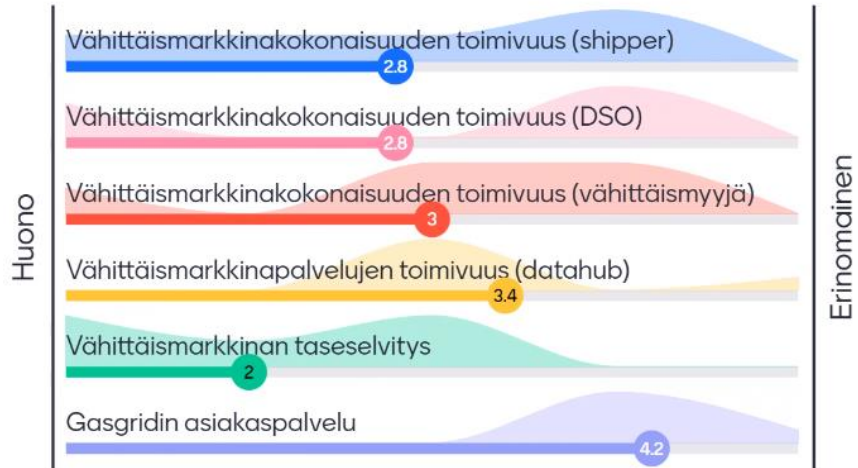 Vähittäismarkkinakokonaisuuden toimivuus (shipper)
2.8
Vähittäismarkkinakokonaisuuden toimivuus (DSO)
2.8
Vähittäismarkkinakokonaisuuden toimivuus (vähittäismyyjä)
3
Vähittäismarkkinapalvelujen toimivuus (datahub)
3.4
Vähittäismarkkinan taseselvitys
2
Gasgridin asiakaspalvelu
4.2
Huono
Erinomainen